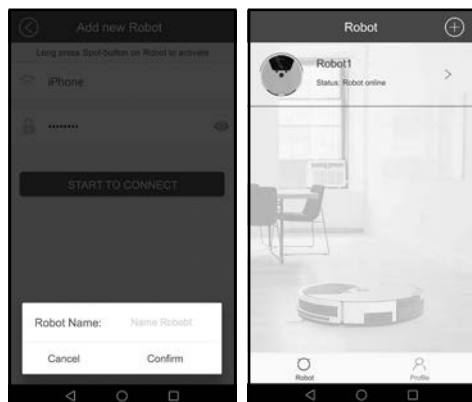 Add new Robot
Long press Spot-button on Robot to activate
iPhone
••••••••
START TO CONNECT
Robot Name:
Name Robobt
Cancel
Confirm
Robot
Robot1
Status: Robot online
Robot
Profile